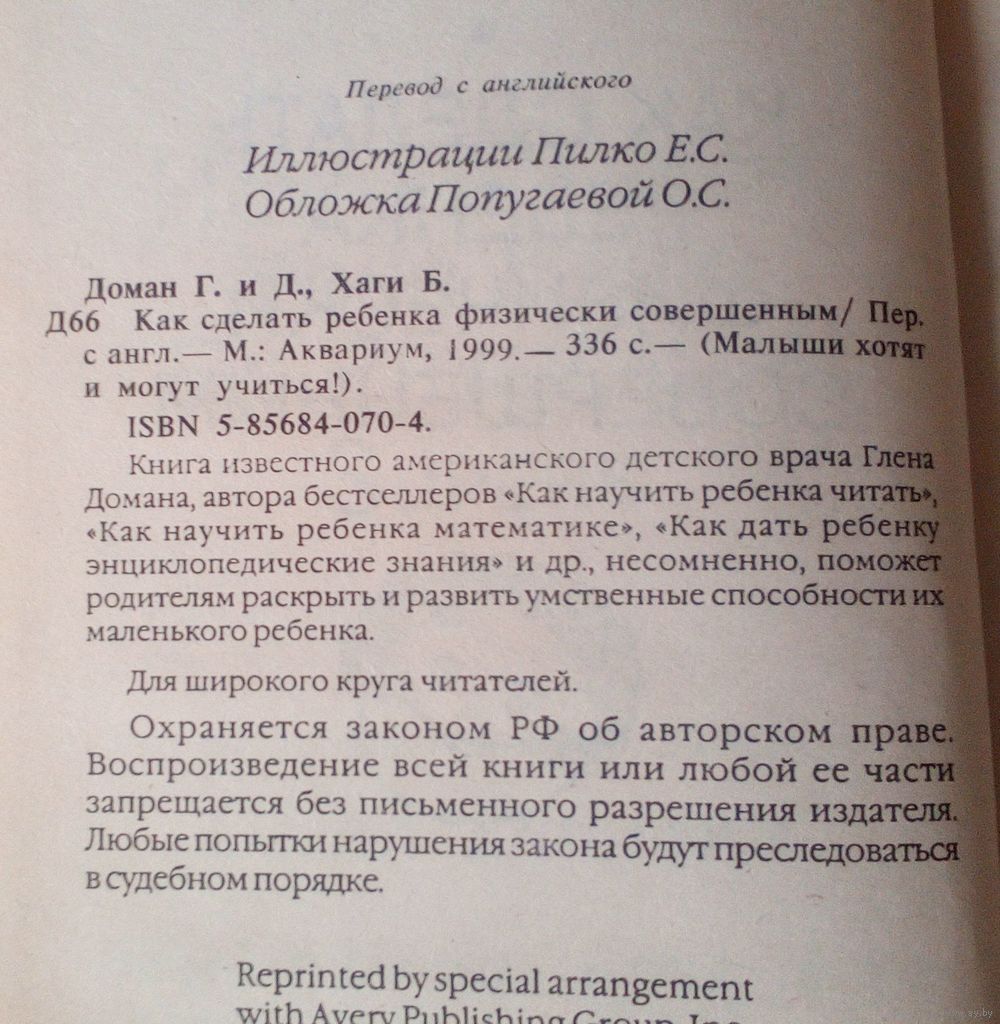 Перевод с английского
Иллюстрации Пилко Е.С.
Обложка Попугаевой О.С.
Доман Г. и Д., Хаги Б.
Д66 Как сделать ребенка физически совершенным/ Пер.
с англ.— М.: Аквариум, 1999.— 336 с.— (Малыши хотят
и могут учиться!).
ISBN 5-85684-070-4.
Книга известного американского детского врача Глена
Домана, автора бестселлеров «Как научить ребенка читать»,
«Как научить ребенка математике», «Как дать ребенку
энциклопедические знания» и др., несомненно, поможет
родителям раскрыть и развить умственные способности их
маленького ребенка.
Для широкого круга читателей.
Охраняется законом РФ об авторском праве.
Воспроизведение всей книги или любой ее части
запрещается без письменного разрешения издателя.
Любые попытки нарушения закона будут преследоваться
в судебном порядке.
Reprinted by special arrangement
with Avery Publishing Group, Inc